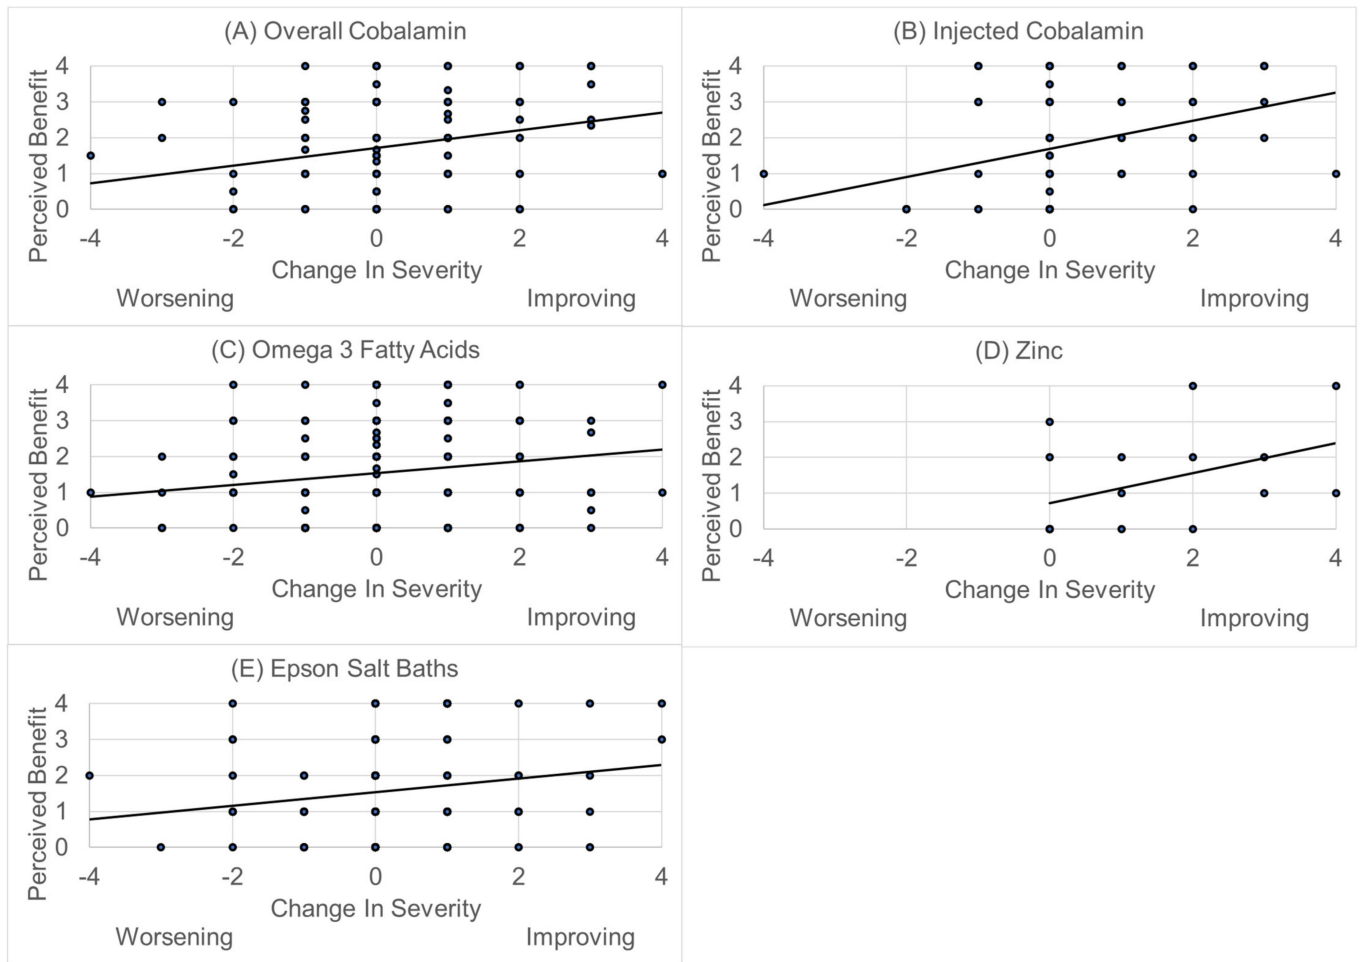 (A) Overall Cobalamin
Perceived Benefit
4
3
2
1
0
-4 -2 0 2 4
Change In Severity
Worsening Improving
(B) Injected Cobalamin
Perceived Benefit
4
3
2
1
0
-4 -2 0 2 4
Change In Severity
Worsening Improving
(C) Omega 3 Fatty Acids
Perceived Benefit
4
3
2
1
0
-4 -2 0 2 4
Change In Severity
Worsening Improving
(D) Zinc
Perceived Benefit
4
3
2
1
0
-4 -2 0 2 4
Change In Severity
Worsening Improving
(E) Epson Salt Baths
Perceived Benefit
4
3
2
1
0
-4 -2 0 2 4
Change In Severity
Worsening Improving